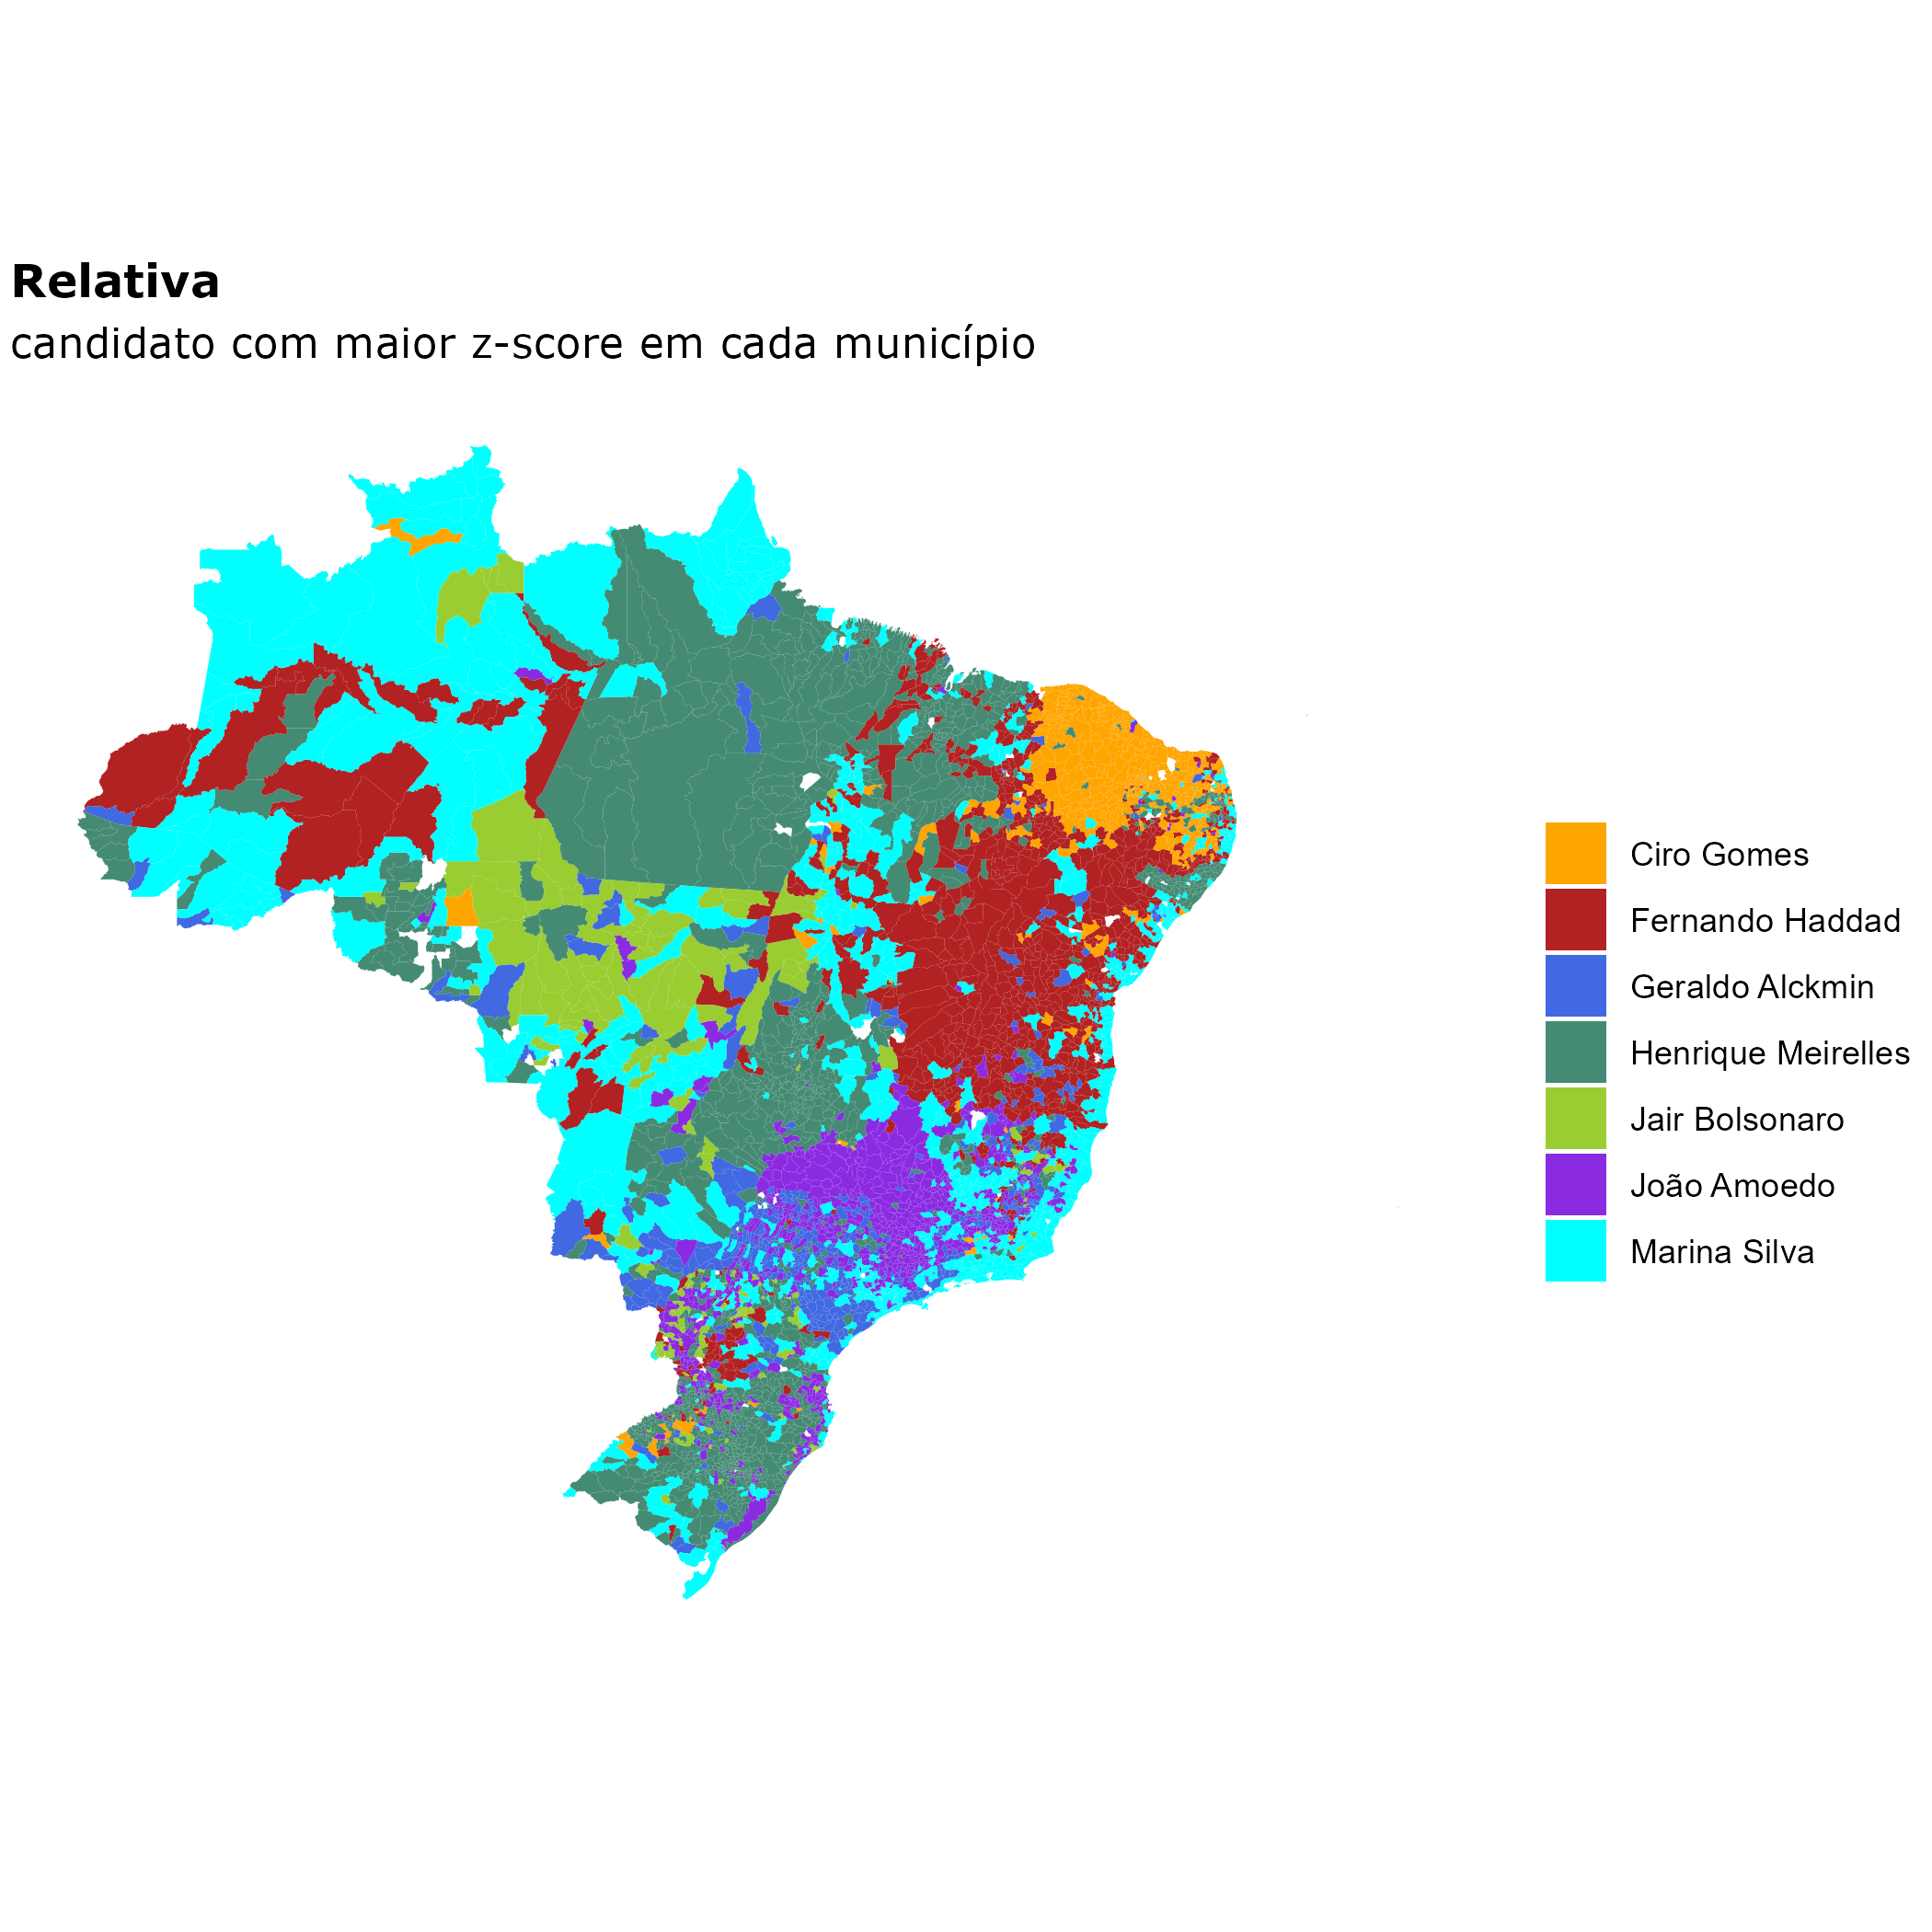 Relativa
candidato com maior z-score em cada município
Ciro Gomes
Fernando Haddad
Geraldo Alckmin
Henrique Meirelles
Jair Bolsonaro
João Amoedo
Marina Silva